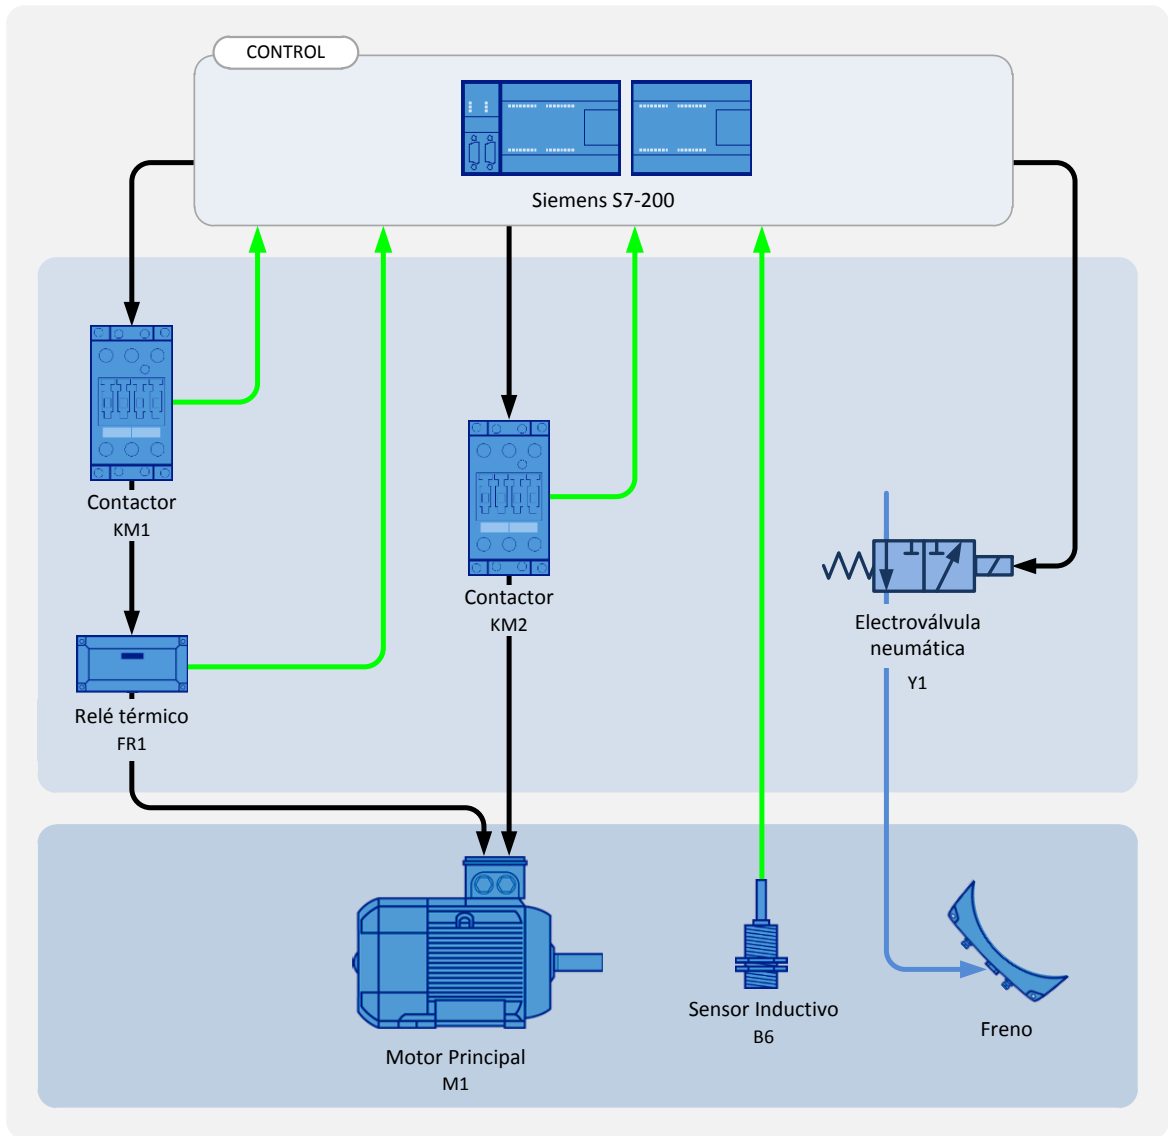 CONTROL
Siemens S7-200
Contactor
KM1
Contactor
KM2
Electroválvula
neumática
Y1
Relé térmico
FR1
Motor Principal
M1
Sensor Inductivo
B6
Freno